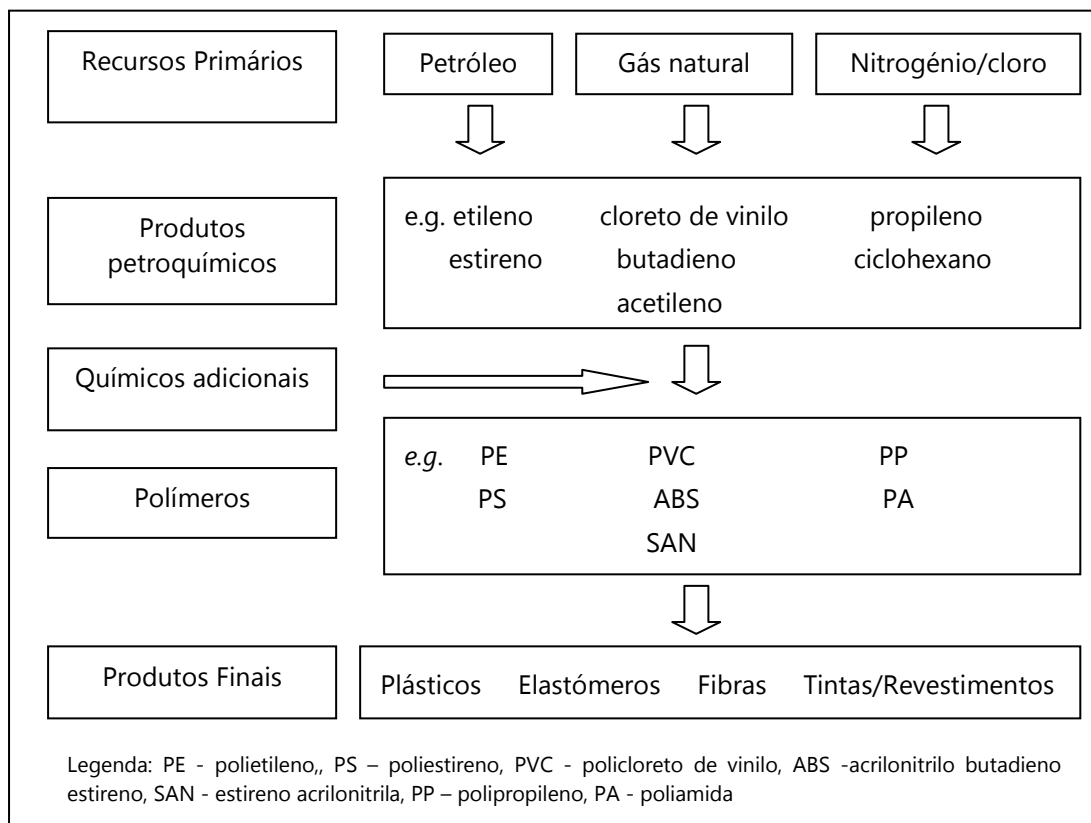 Recursos Primários
Petróleo
Gás natural
Nitrogénio/cloro
Produtos
petroquímicos
e.g. etileno cloreto de vinilo propileno
estireno butadieno ciclohexano
acetileno
Químicos adicionais
Polímeros
e.g. PE PVC PP
PS ABS PA
SAN
Produtos Finais
Plásticos Elastómeros Fibras Tintas/Revestimentos
Legenda: PE - polietileno,, PS – poliestireno, PVC - policloreto de vinilo, ABS -acrilonitrilo butadieno
estireno, SAN - estireno acrilonitrila, PP – polipropileno, PA - poliamida